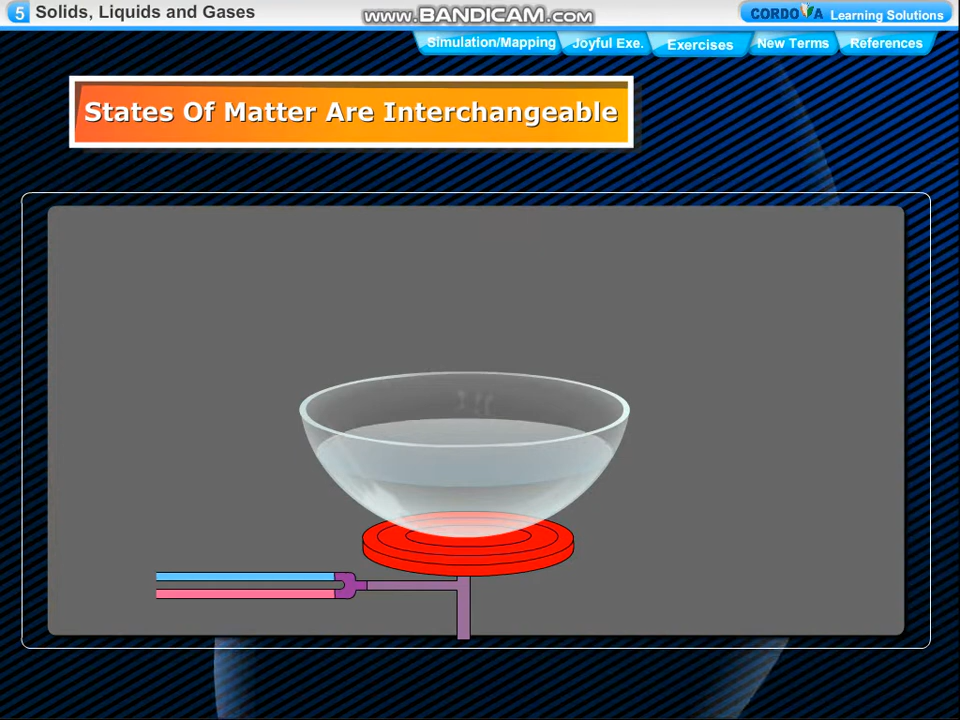 5 Solids, Liquids and Gases
www.BANDICAM.com
CORDOVA Learning Solutions
Simulation/Mapping
Joyful Exe.
Exercises
New Terms
References
States Of Matter Are Interchangeable